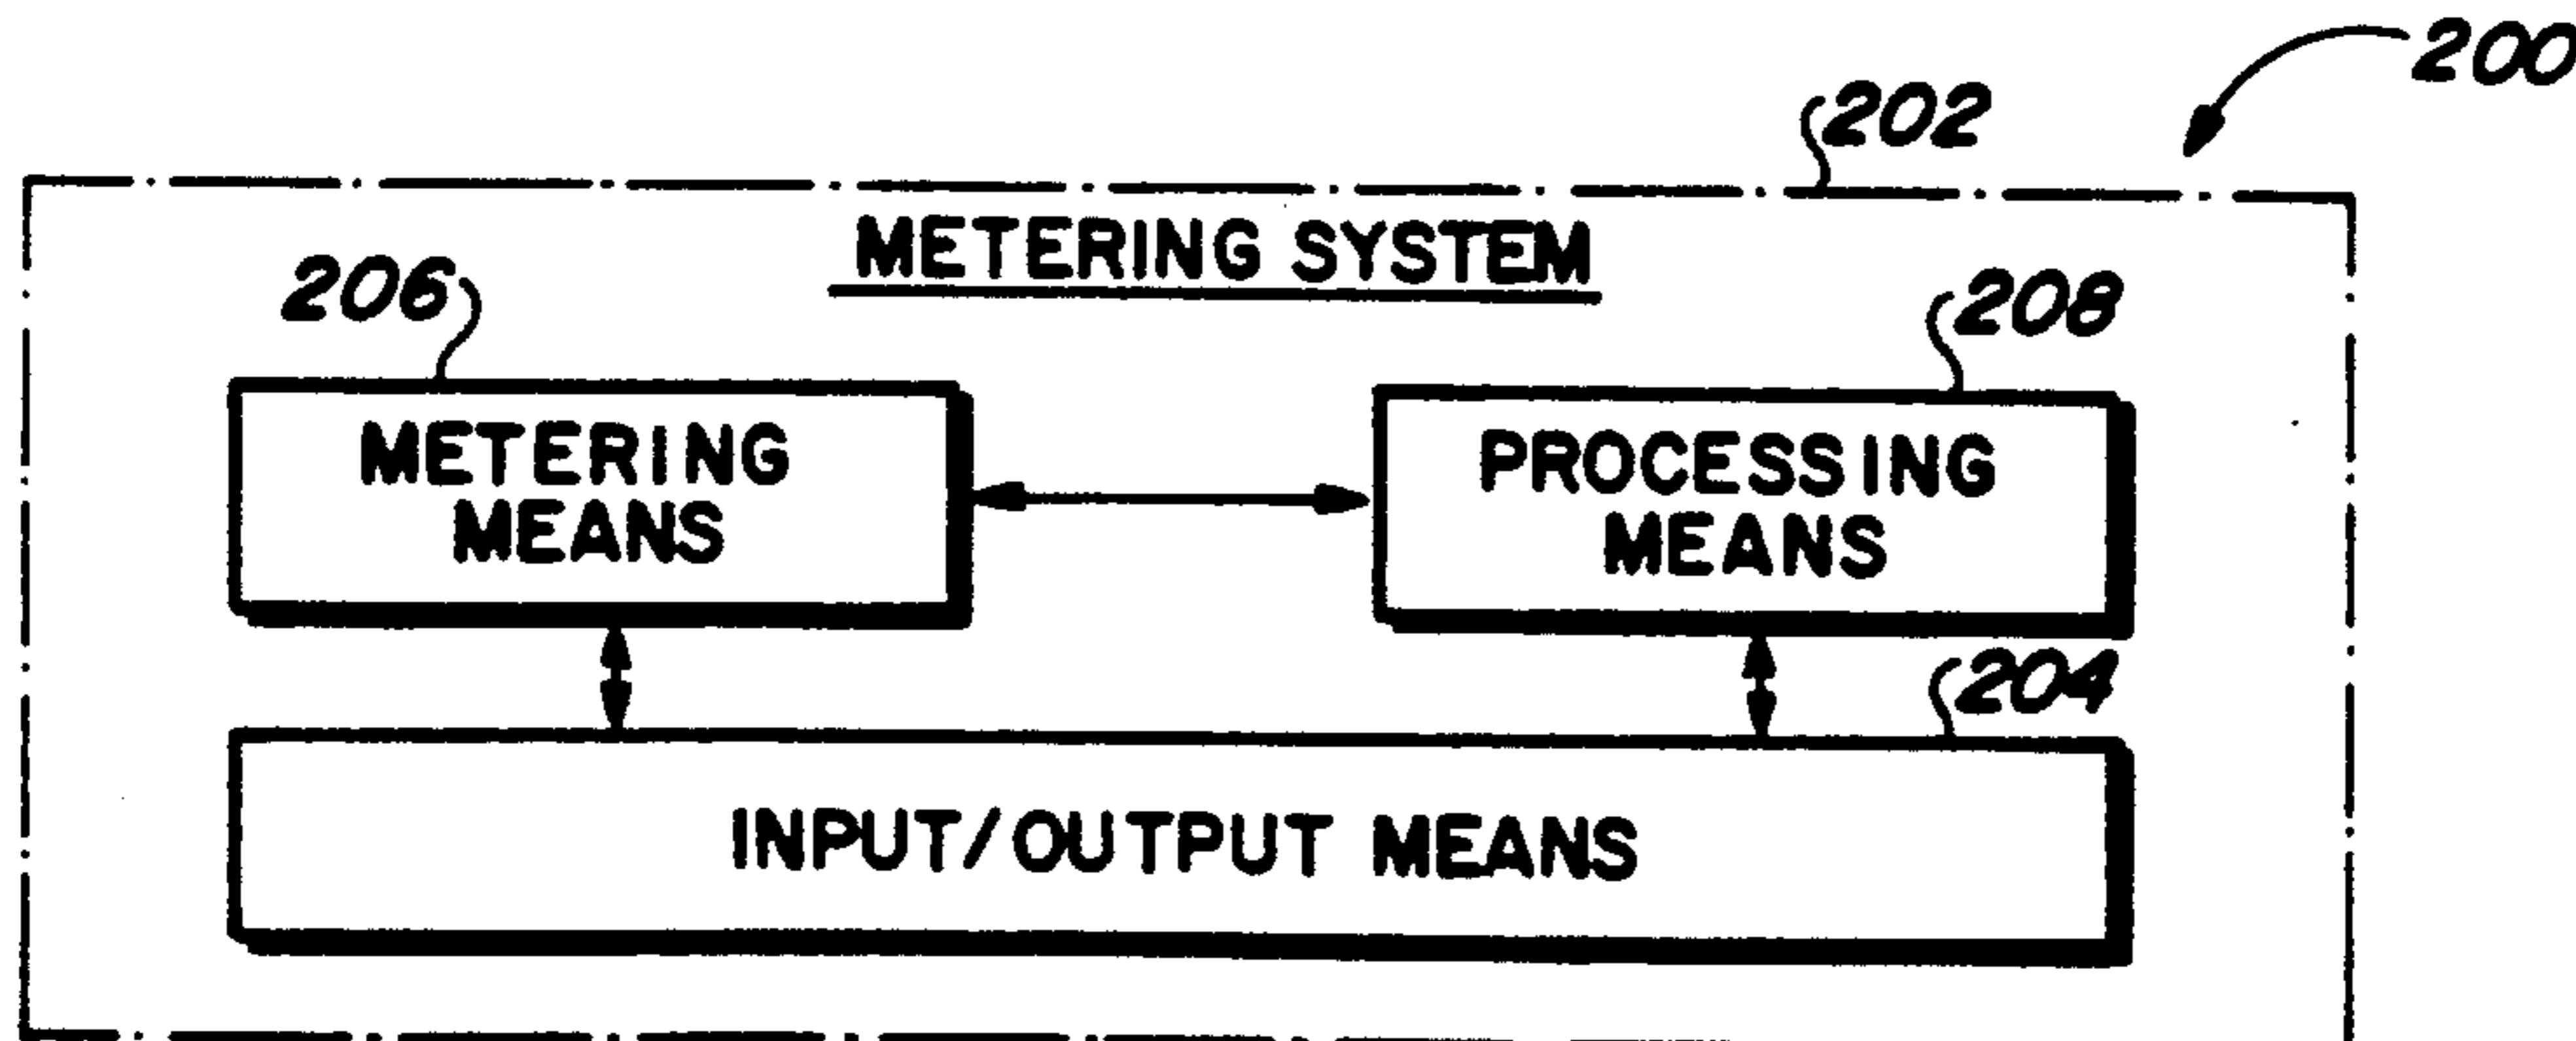 200
202
METERING SYSTEM
206
208
METERING
MEANS
PROCESSING
MEANS
204
INPUT/OUTPUT MEANS